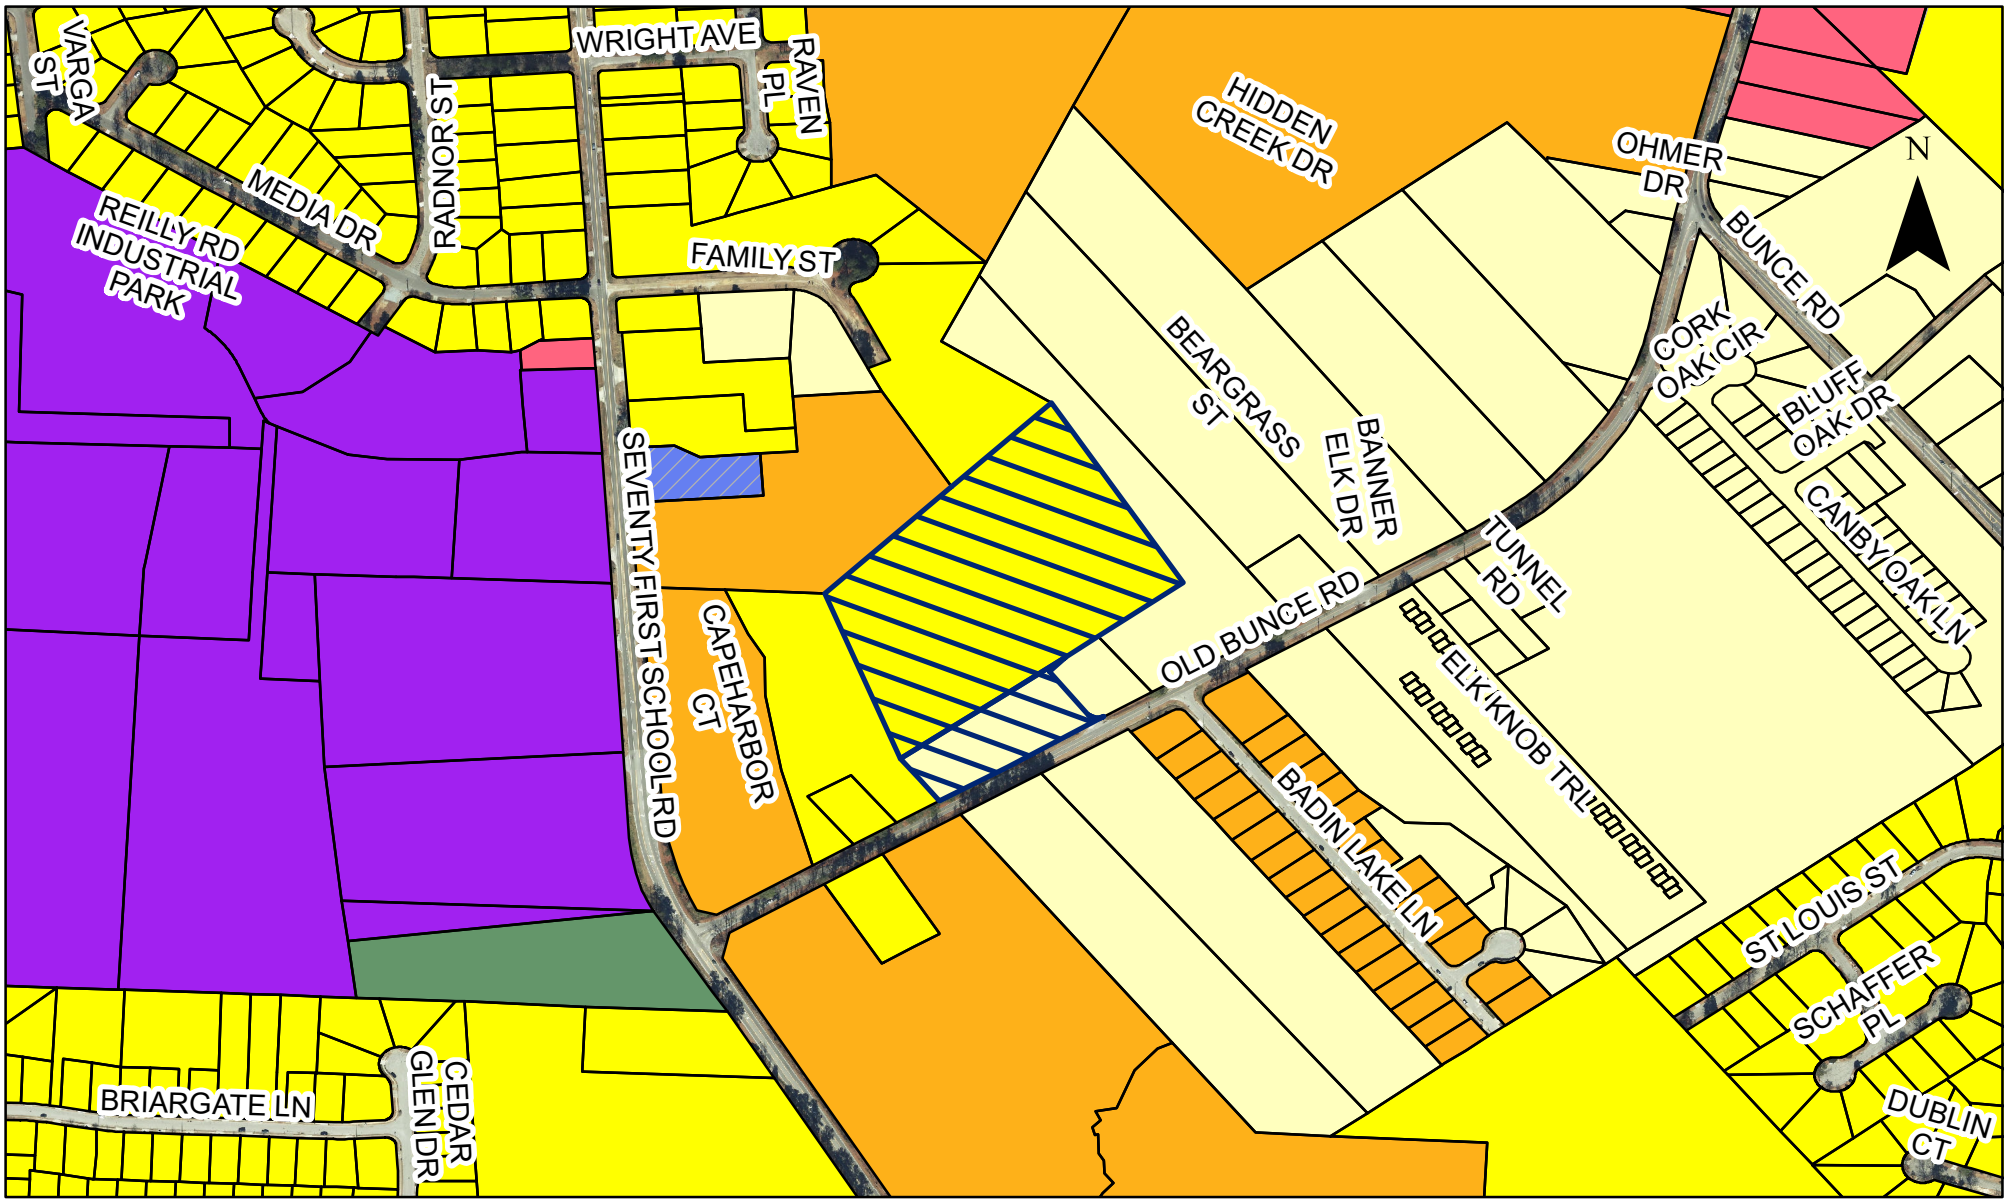 VARGA
ST
WRIGHT AVE
RAVEN
PL
RADNOR ST
MEDIA DR
REILLY RD
INDUSTRIAL
PARK
FAMILY ST
HIDDEN
CREEK DR
OHMER
DR
N
BUNCE RD
CORK
OAK CIR
BLUFF
OAK DR
CANBY OAK LN
BEARGRASS
ST
BANNER
ELK DR
TUNNEL
RD
OLD BUNCE RD
SEVENTY FIRST SCHOOL RD
CAPEHARBOR
CT
ELK KNOB TRL
BADIN LAKE LN
ST LOUIS ST
SCHAFFER
PL
DUBLIN
CT
BRIARGATE LN
CEDAR
GLEN DR